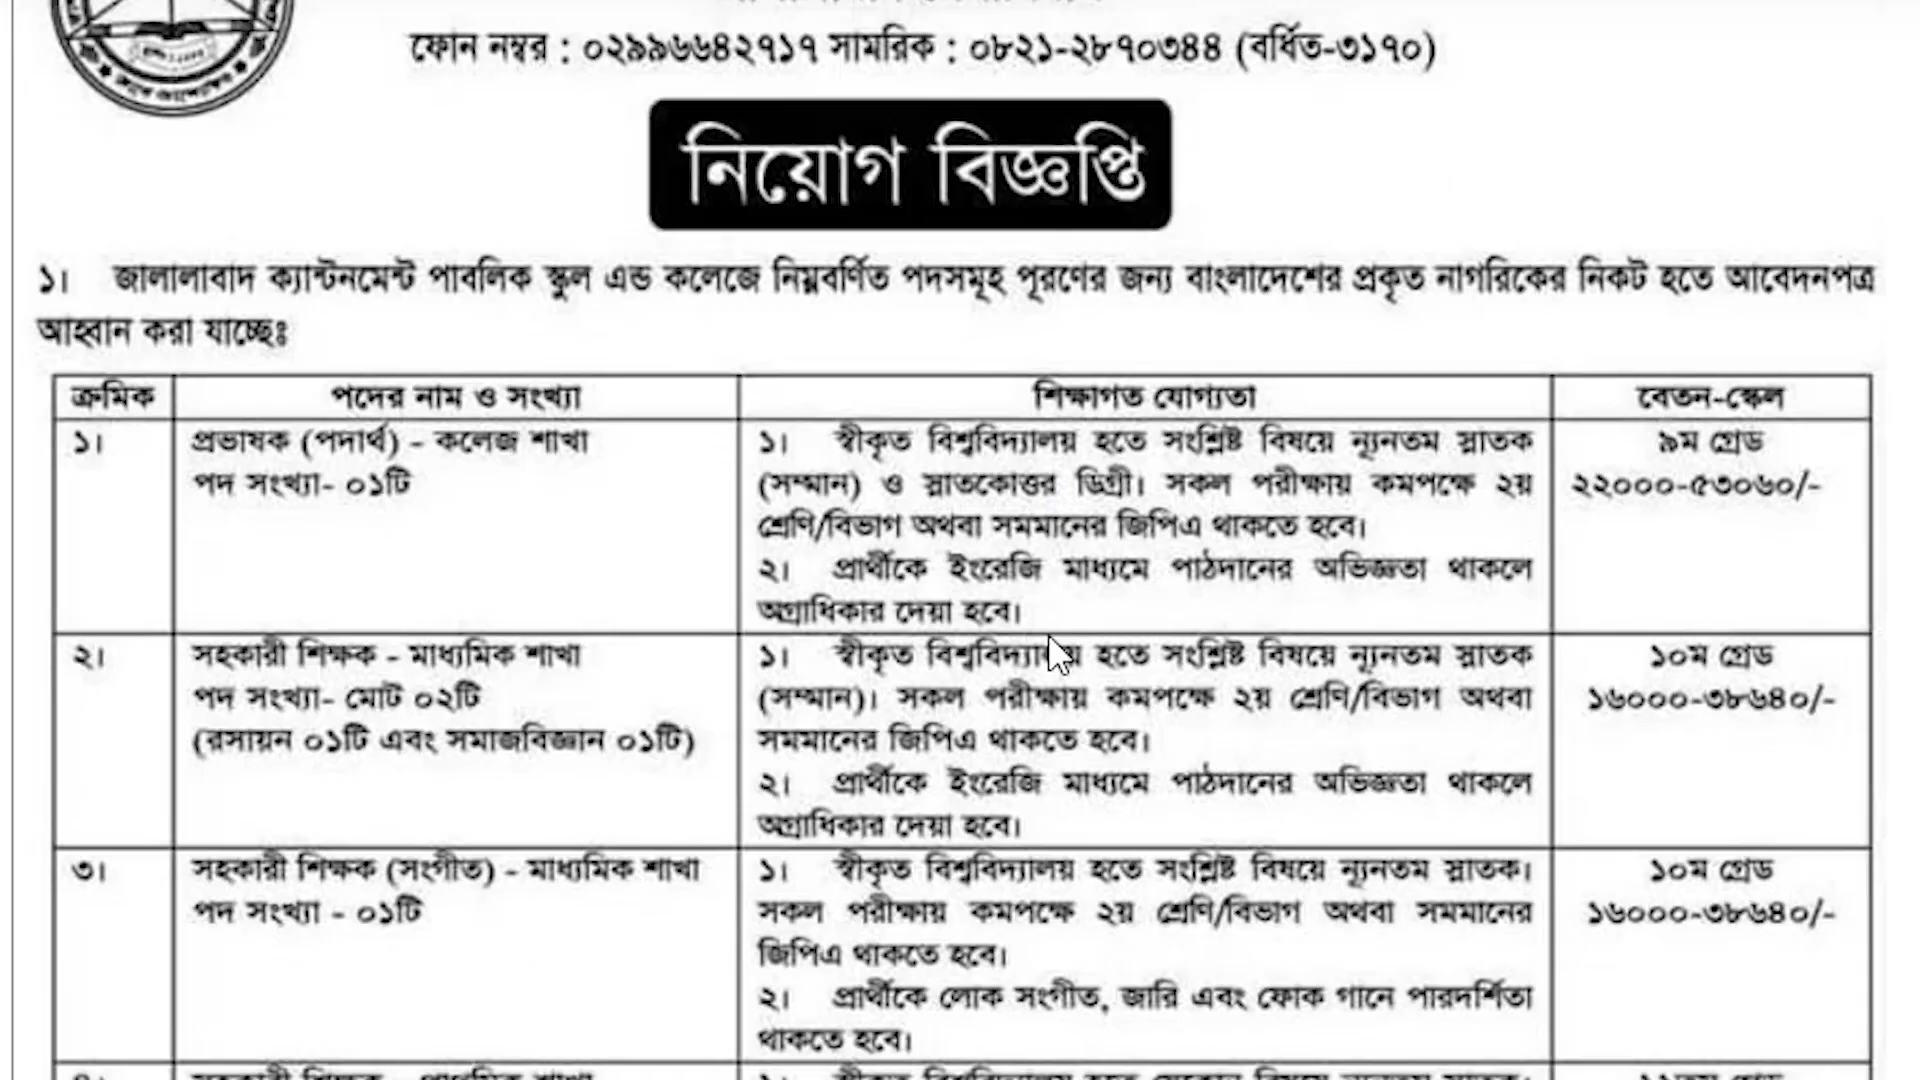 ফোন নম্বর : ০২৯৯৬৬৪২৭১৭ সামরিক : ০৮২১-২৮৭০৩৪৪ (বর্ধিত-৩১৭০)
নিয়োগ বিজ্ঞপ্তি
১। জালালাবাদ ক্যান্টনমেন্ট পাবলিক স্কুল এন্ড কলেজে নিম্নবর্ণিত পদসমূহ পূরণের জন্য বাংলাদেশের প্রকৃত নাগরিকের নিকট হতে আবেদনপত্র
আহ্বান করা যাচ্ছেঃ
ক্রমিক পদের নাম ও সংখ্যা শিক্ষাগত যোগ্যতা বেতন-স্কেল
১। প্রভাষক (পদার্থ) - কলেজ শাখা
পদ সংখ্যা- ০১টি
১। স্বীকৃত বিশ্ববিদ্যালয় হতে সংশ্লিষ্ট বিষয়ে ন্যূনতম স্নাতক
(সম্মান) ও স্নাতকোত্তর ডিগ্রী। সকল পরীক্ষায় কমপক্ষে ২য়
শ্রেণি/বিভাগ অথবা সমমানের জিপিএ থাকতে হবে।
২। প্রার্থীকে ইংরেজি মাধ্যমে পাঠদানের অভিজ্ঞতা থাকলে
অগ্রাধিকার দেয়া হবে।
৯ম গ্রেড
২২০০০-৫৩০৬০/-
২। সহকারী শিক্ষক - মাধ্যমিক শাখা
পদ সংখ্যা- মোট ০২টি
(রসায়ন ০১টি এবং সমাজবিজ্ঞান ০১টি)
১। স্বীকৃত বিশ্ববিদ্যালয় হতে সংশ্লিষ্ট বিষয়ে ন্যূনতম স্নাতক
(সম্মান)। সকল পরীক্ষায় কমপক্ষে ২য় শ্রেণি/বিভাগ অথবা
সমমানের জিপিএ থাকতে হবে।
২। প্রার্থীকে ইংরেজি মাধ্যমে পাঠদানের অভিজ্ঞতা থাকলে
অগ্রাধিকার দেয়া হবে।
১০ম গ্রেড
১৬০০০-৩৮৬৪০/-
৩। সহকারী শিক্ষক (সংগীত) - মাধ্যমিক শাখা
পদ সংখ্যা - ০১টি
১। স্বীকৃত বিশ্ববিদ্যালয় হতে সংশ্লিষ্ট বিষয়ে ন্যূনতম স্নাতক।
সকল পরীক্ষায় কমপক্ষে ২য় শ্রেণি/বিভাগ অথবা সমমানের
জিপিএ থাকতে হবে।
২। প্রার্থীকে লোক সংগীত, জারি এবং ফোক গানে পারদর্শিতা
থাকতে হবে।
১০ম গ্রেড
১৬০০০-৩৮৬৪০/-